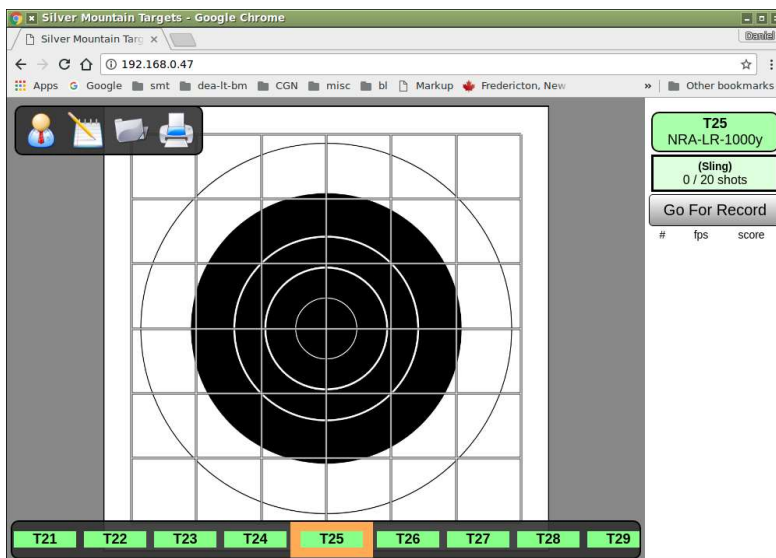 Silver Mountain Targets - Google Chrome
Silver Mountain Targ
Daniel
192.168.0.47
Apps Google smt dea-lt-bm CGN misc bl Markup Fredericton, New » Other bookmarks
T25
NRA-LR-1000y
(Sling)
0 / 20 shots
Go For Record
# fps score
T21 T22 T23 T24 T25 T26 T27 T28 T29